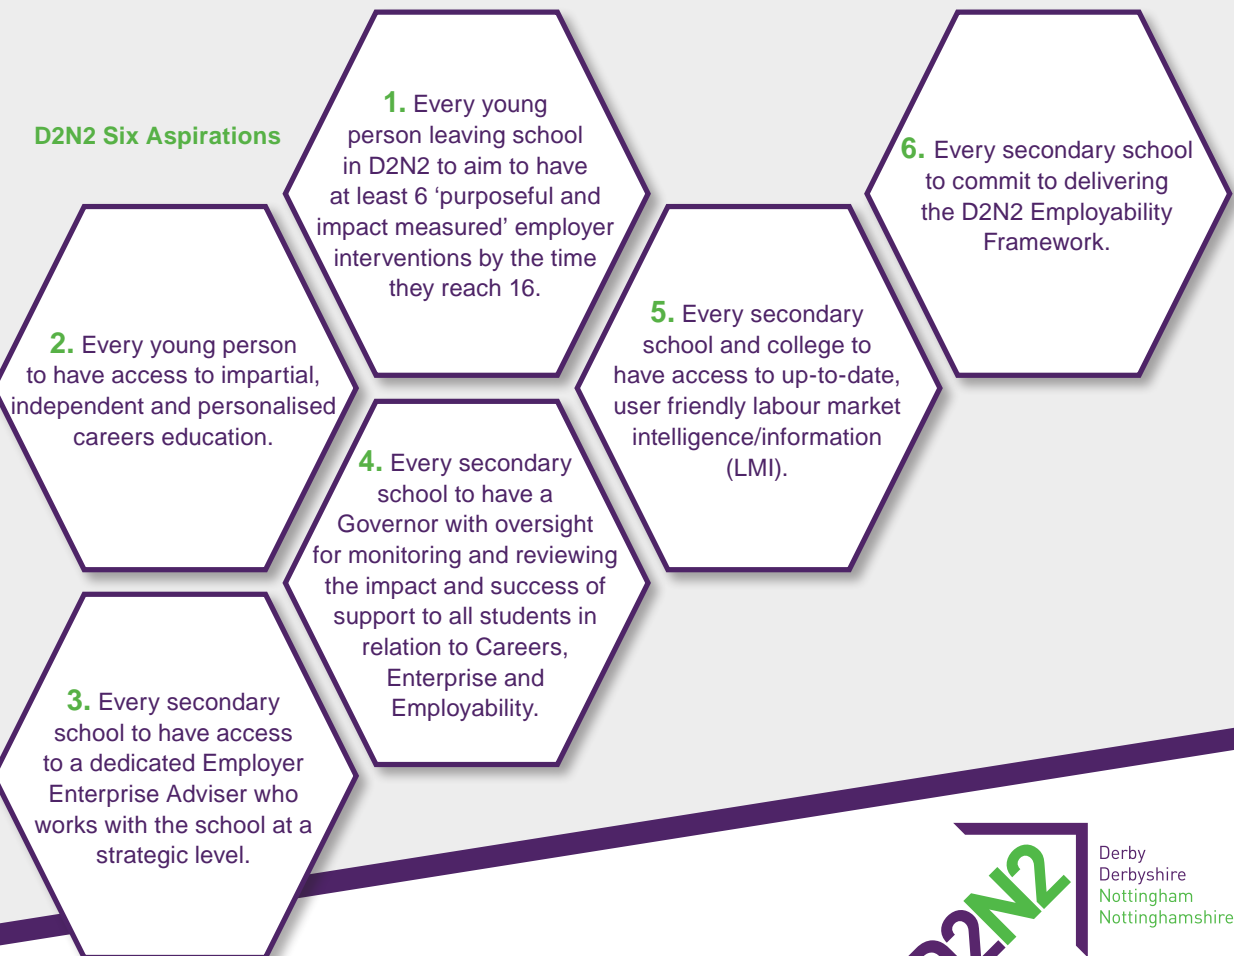 D2N2 Six Aspirations
1. Every young
person leaving school
in D2N2 to aim to have
at least 6 ‘purposeful and
impact measured’ employer
interventions by the time
they reach 16.
2. Every young person
to have access to impartial,
independent and personalised
careers education.
3. Every secondary
school to have access
to a dedicated Employer
Enterprise Adviser who
works with the school at a
strategic level.
4. Every secondary
school to have a
Governor with oversight
for monitoring and reviewing
the impact and success of
support to all students in
relation to Careers,
Enterprise and
Employability.
5. Every secondary
school and college to
have access to up-to-date,
user friendly labour market
intelligence/information
(LMI).
6. Every secondary school
to commit to delivering
the D2N2 Employability
Framework.
D2N2
Derby
Derbyshire
Nottingham
Nottinghamshire